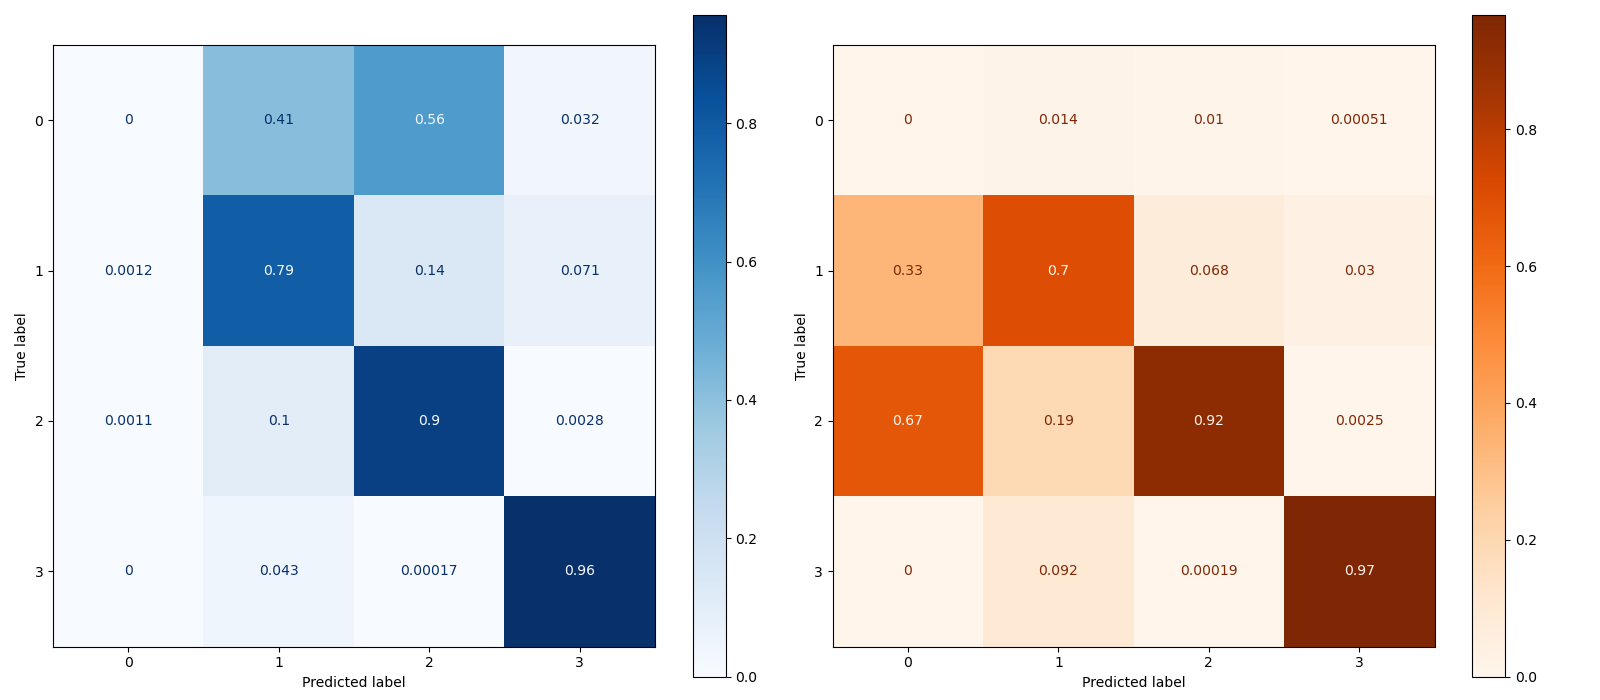 0 0 0.41 0.56 0.032
1 0.0012 0.79 0.14 0.071
2 0.0011 0.1 0.9 0.0028
3 0 0.043 0.00017 0.96
0 1 2 3
Predicted label
True label
0.8
0.6
0.4
0.2
0.0
0 0 0.014 0.01 0.00051
1 0.33 0.7 0.068 0.03
2 0.67 0.19 0.92 0.0025
3 0 0.092 0.00019 0.97
0 1 2 3
Predicted label
True label
0.8
0.6
0.4
0.2
0.0